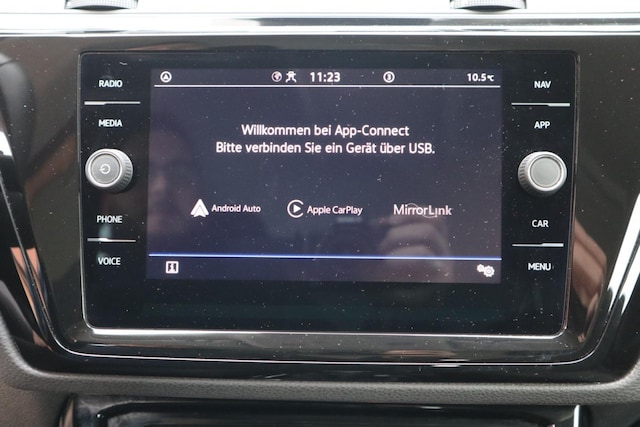 RADIO
MEDIA
PHONE
VOICE
11:23
10.5°C
Willkommen bei App-Connect
Bitte verbinden Sie ein Gerät über USB.
Android Auto
Apple CarPlay
MirrorLink
NAV
APP
CAR
MENU